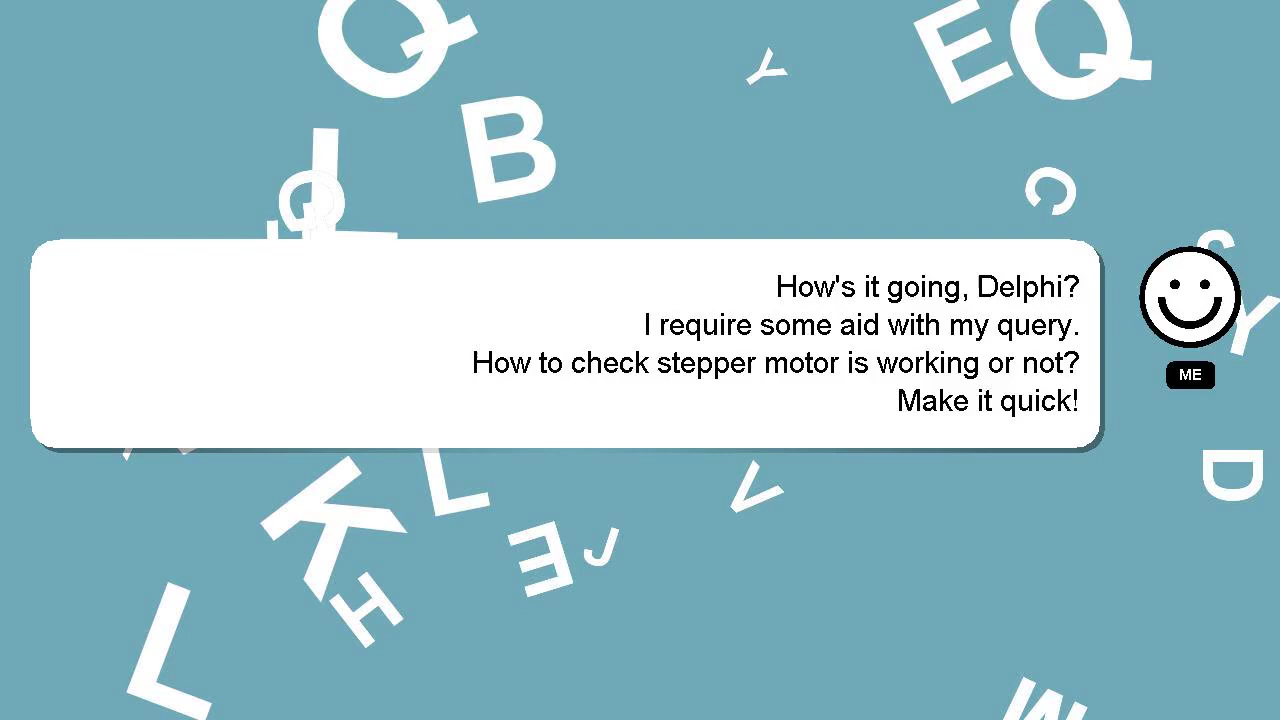 How's it going, Delphi?
I require some aid with my query.
How to check stepper motor is working or not?
Make it quick!
ME